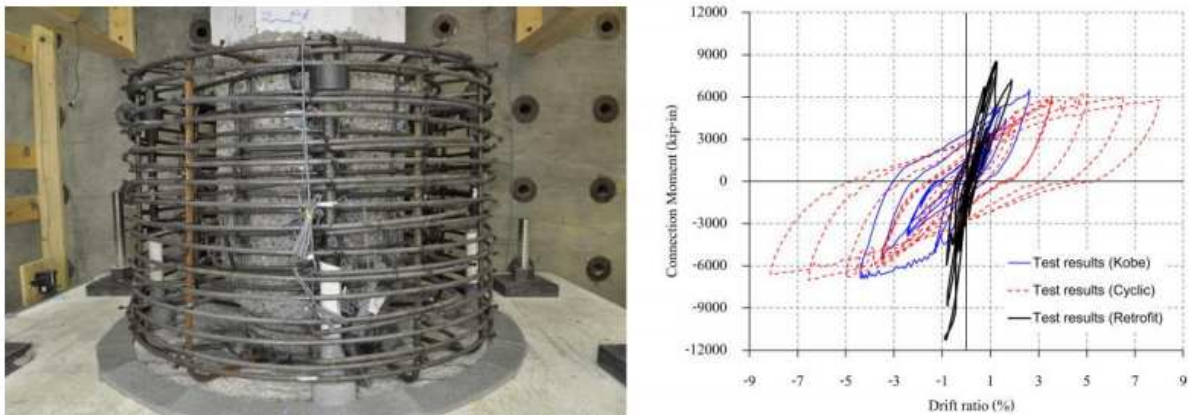 12000
9000
6000
3000
0
-3000
-6000
-9000
-12000
Connection Moment (kip-in)
Test results (Kobe)
Test results (Cyclic)
Test results (Retrofit)
-9 -7 -5 -3 -1 1 3 5 7 9
Drift ratio (%)